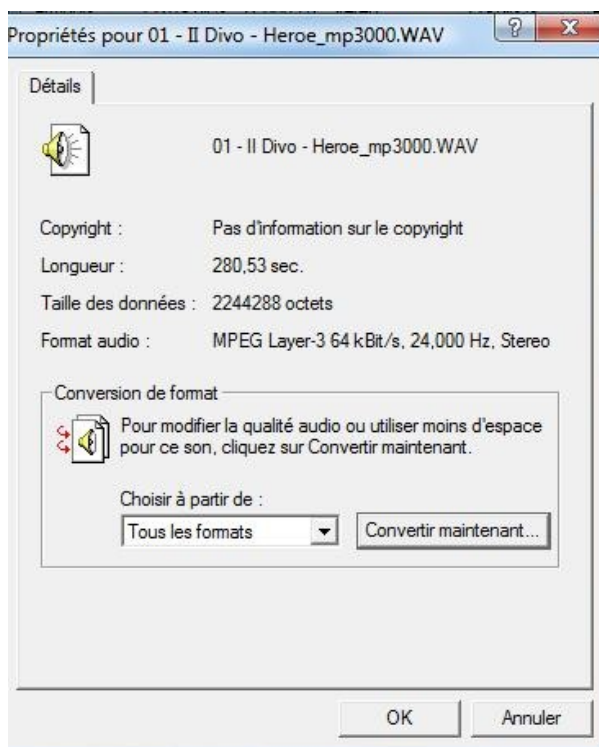 Propriétés pour 01 - Il Divo - Heroe_mp3000.WAV
Détails
01 - Il Divo - Heroe_mp3000.WAV
Copyright : Pas d'information sur le copyright
Longueur : 280,53 sec.
Taille des données : 2244288 octets
Format audio : MPEG Layer-3 64 kBit/s, 24,000 Hz, Stereo
Conversion de format
Pour modifier la qualité audio ou utiliser moins d'espace
pour ce son, cliquez sur Convertir maintenant.
Choisir à partir de :
Tous les formats Convertir maintenant...
OK Annuler